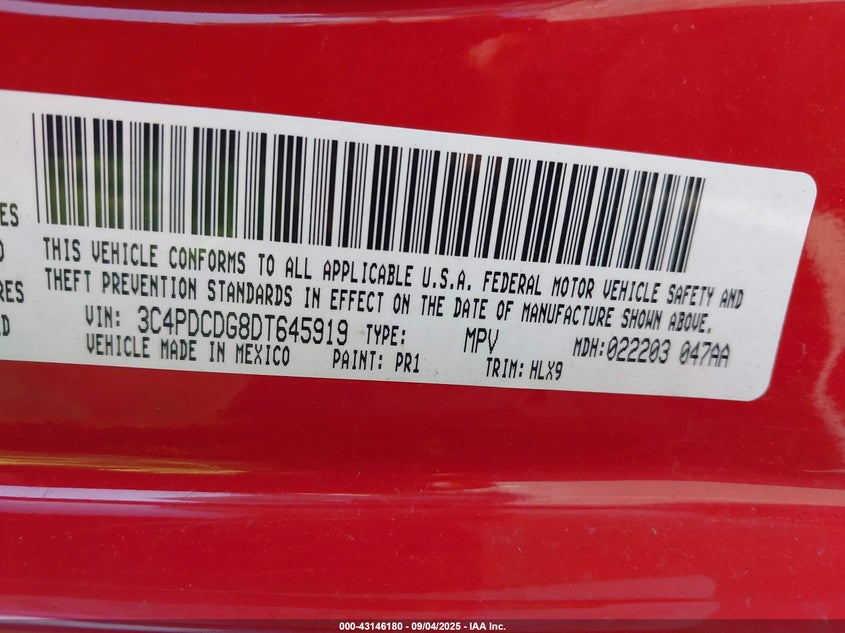 ES
THIS VEHICLE CONFORMS TO ALL APPLICABLE U.S.A. FEDERAL MOTOR VEHICLE SAFETY AND
RES
THEFT PREVENTION STANDARDS IN EFFECT ON THE DATE OF MANUFACTURE SHOWN ABOVE.
VIN: 3C4PDCDG8DT645919 TYPE: MPV MDH:022203 047AA
VEHICLE MADE IN MEXICO PAINT: PR1 TRIM: HLX9
000-43146180 - 09/04/2025 - IAA Inc.